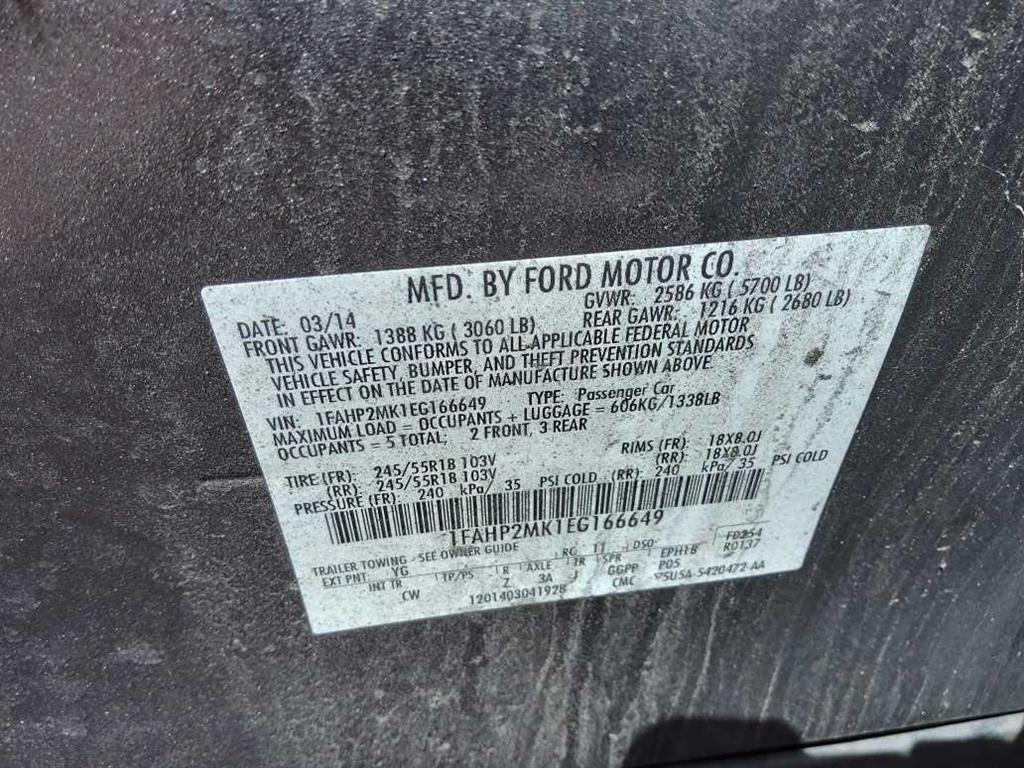 MFD. BY FORD MOTOR CO.
DATE: 03/14 GVWR: 2586 KG ( 5700 LB)
FRONT GAWR: 1388 KG ( 3060 LB) REAR GAWR: 1216 KG ( 2680 LB)
THIS VEHICLE CONFORMS TO ALL APPLICABLE FEDERAL MOTOR
VEHICLE SAFETY, BUMPER, AND THEFT PREVENTION STANDARDS
IN EFFECT ON THE DATE OF MANUFACTURE SHOWN ABOVE.
VIN: 1FAHP2MK1EG166649 TYPE: Passenger Car
MAXIMUM LOAD = OCCUPANTS + LUGGAGE = 606KG/1338LB
OCCUPANTS = 5 TOTAL; 2 FRONT, 3 REAR
TIRE (FR): 245/55R18 103V RIMS (FR): 18X8.0J
(RR): 245/55R18 103V (RR): 18X8.0J
PRESSURE (FR): 240 kPa/ 35 PSI COLD (RR): 240 kPa/ 35 PSI COLD
1FAHP2MK1EG166649
TRAILER TOWING - SEE OWNER GUIDE FD254
EXT PNT: YG RC: 11 DSO: EPH18 R0137
INT TR TP/PS R AXLE TR SPR P05
CW Z 3A J GGPP
1201403041928 CMC 5U5A-5420472-AA